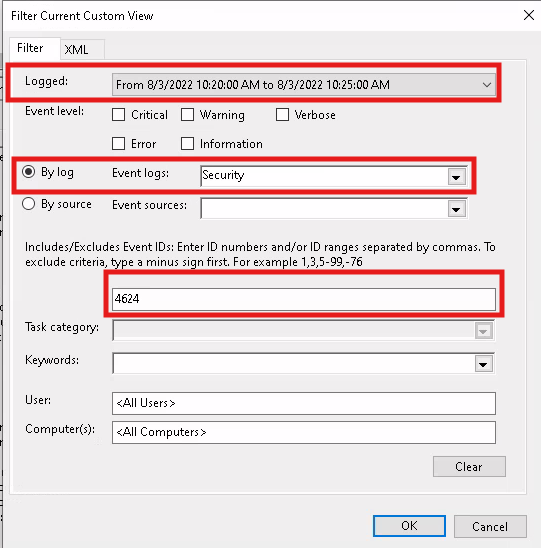 Filter Current Custom View
Filter XML
Logged: From 8/3/2022 10:20:00 AM to 8/3/2022 10:25:00 AM
Event level: Critical Warning Verbose
Error Information
By log Event logs: Security
By source Event sources:
Includes/Excludes Event IDs: Enter ID numbers and/or ID ranges separated by commas. To
exclude criteria, type a minus sign first. For example 1,3,5-99,-76
4624
Task category:
Keywords:
User: <All Users>
Computer(s): <All Computers>
Clear
OK Cancel